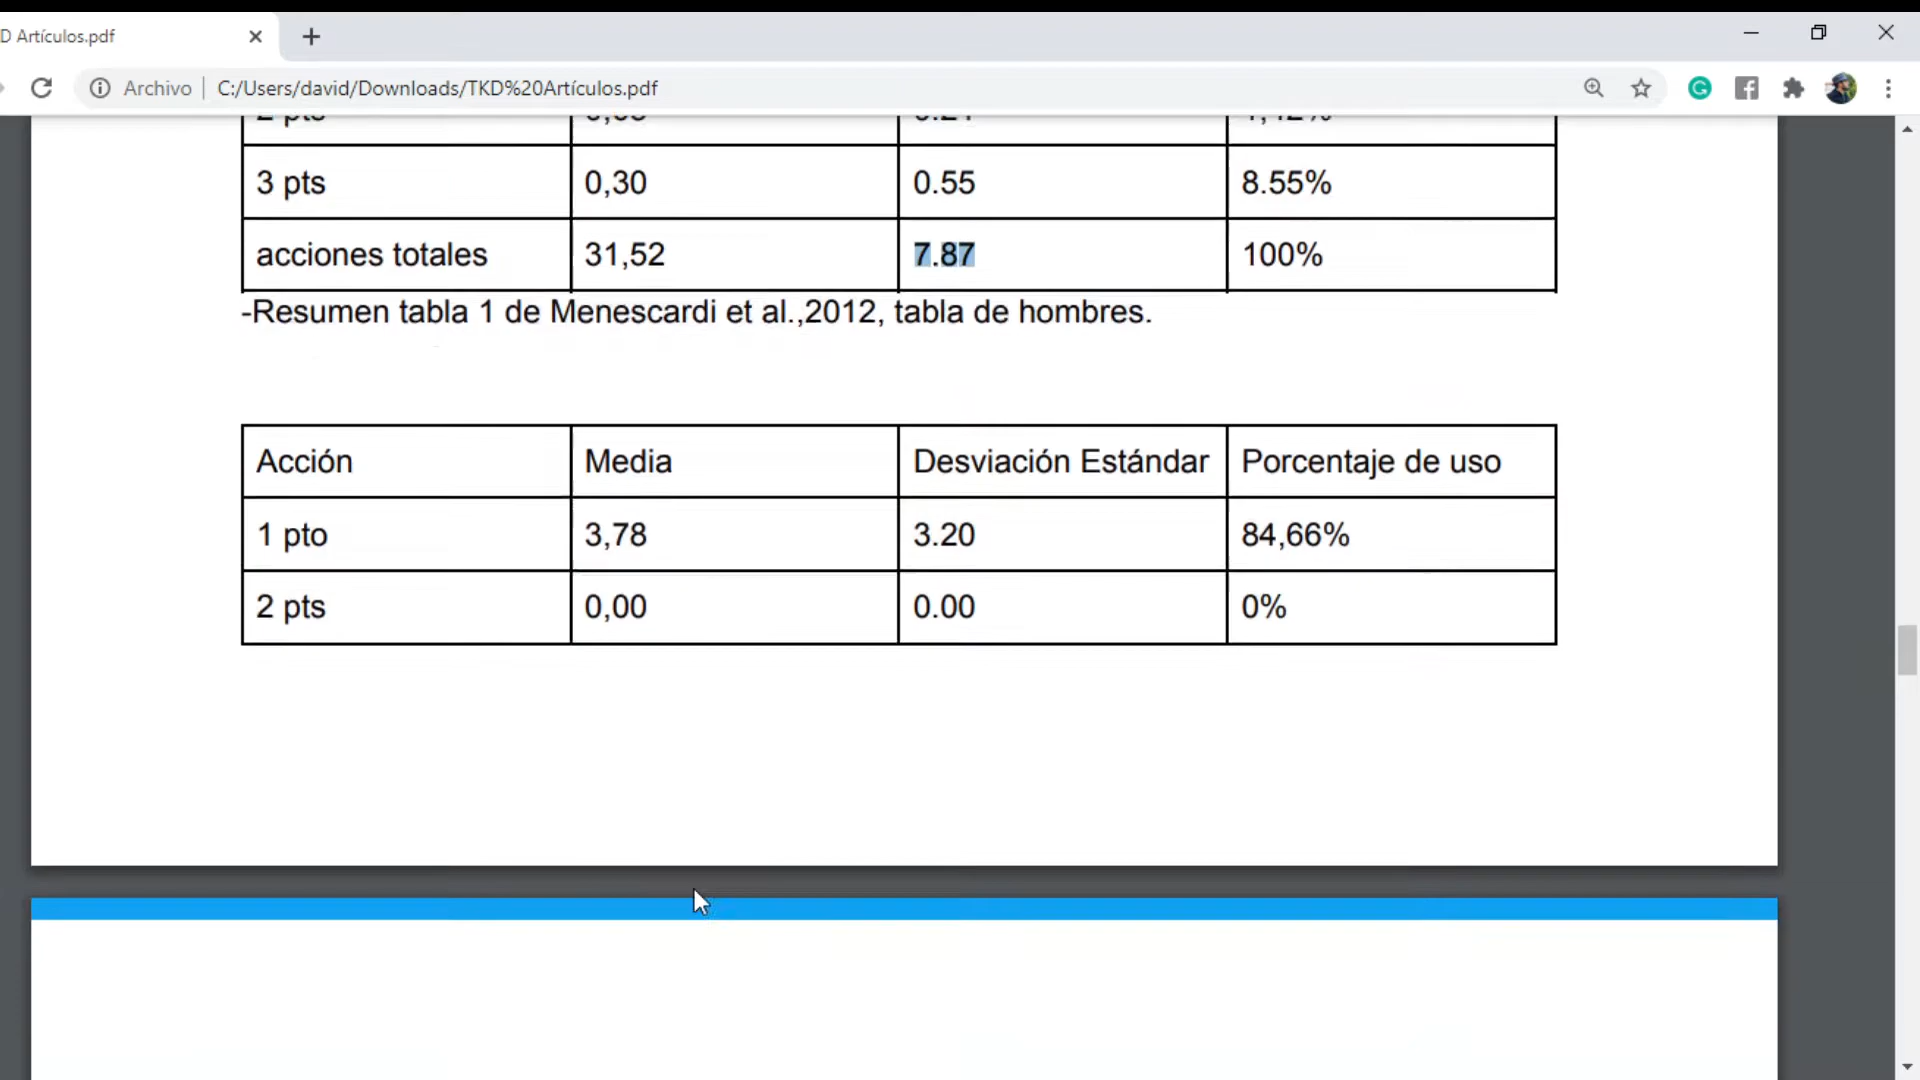 D Artículos.pdf
Archivo C:/Users/david/Downloads/TKD%20Artículos.pdf
2 pts
3 pts 0,30 0.55 8.55%
acciones totales 31,52 7.87 100%
-Resumen tabla 1 de Menescardi et al.,2012, tabla de hombres.
Acción Media Desviación Estándar Porcentaje de uso
1 pto 3,78 3.20 84,66%
2 pts 0,00 0.00 0%